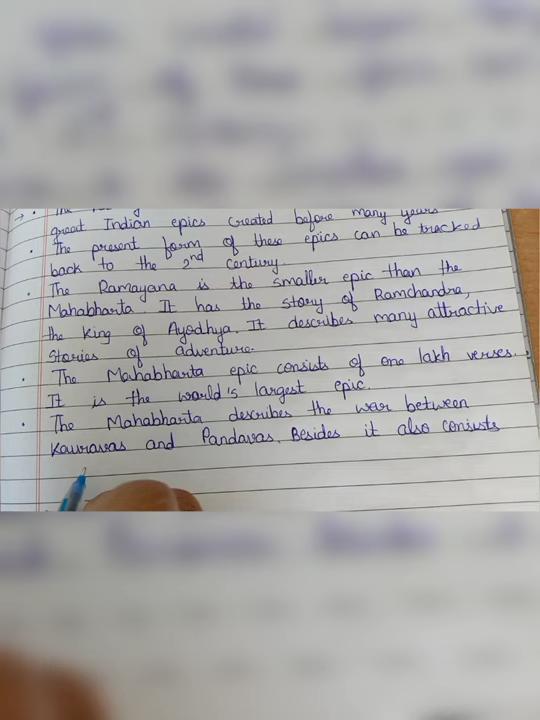 great Indian epics created before many years
• The present form of these epics can be tracked
back to the 2nd century.
• The Ramayana is the smaller epic than the
Mahabharta. It has the story of Ramchandra,
the King of Ayodhya. It describes many attractive
stories of adventure.
• The Mahabharta epic consists of one lakh verses.
It is the world's largest epic.
• The Mahabharta describes the war between
Kauravas and Pandavas. Besides it also consists